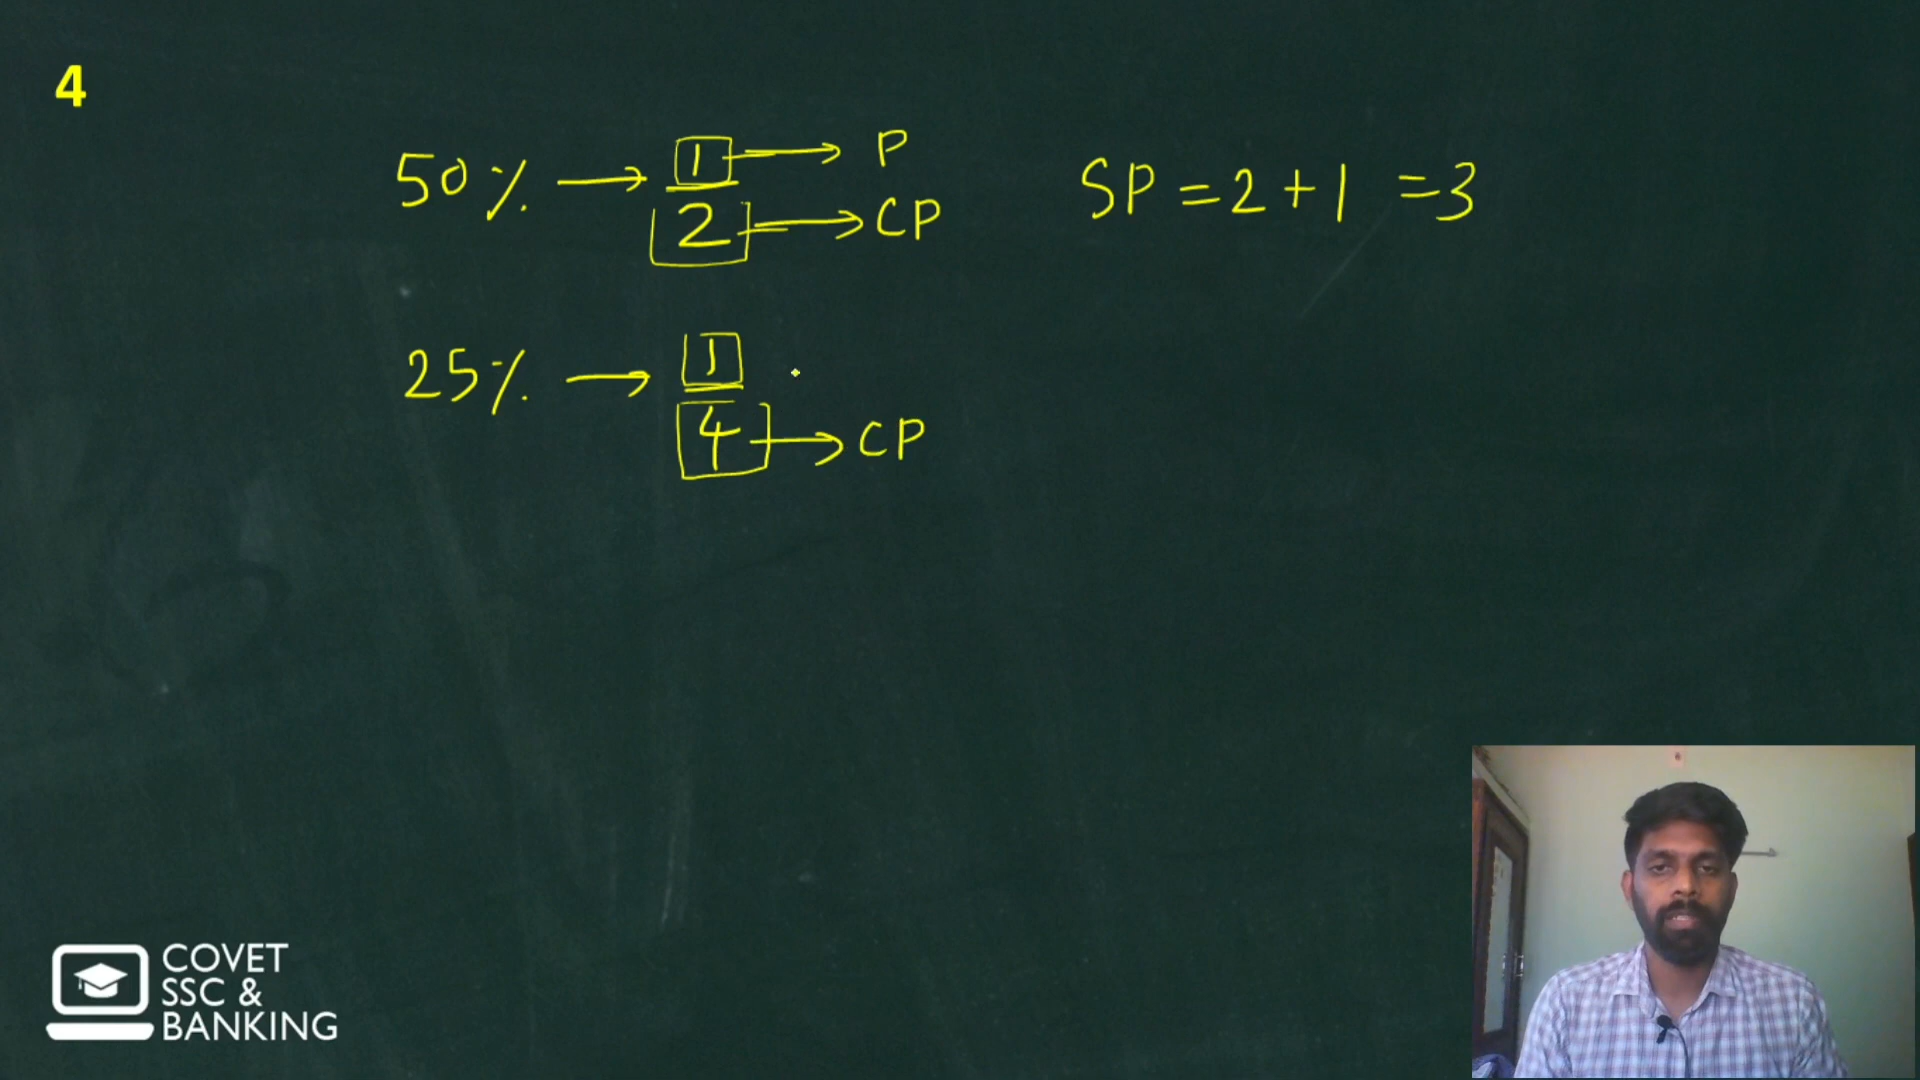 4
50% → 1/2 → P
→ CP
SP = 2 + 1 = 3
25% → 1/4 → CP
COVET
SSC &
BANKING